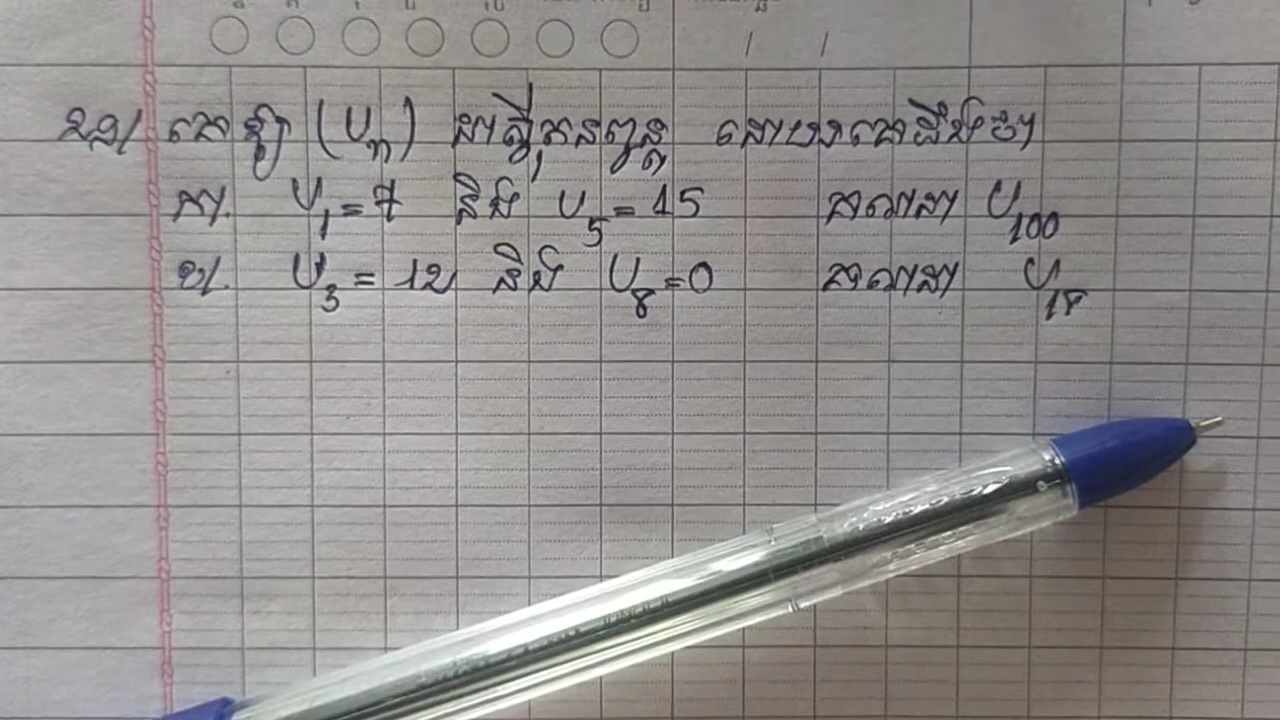 គេឲ្យ (Uₙ) ជាស្វ៊ីតនព្វន្ត ដោយគេដឹងថា
ក/. U₁ = 7 និង U₅ = 15 គណនា U₁₀₀
ខ/. U₃ = 12 និង U₈ = 0 គណនា U₁₈